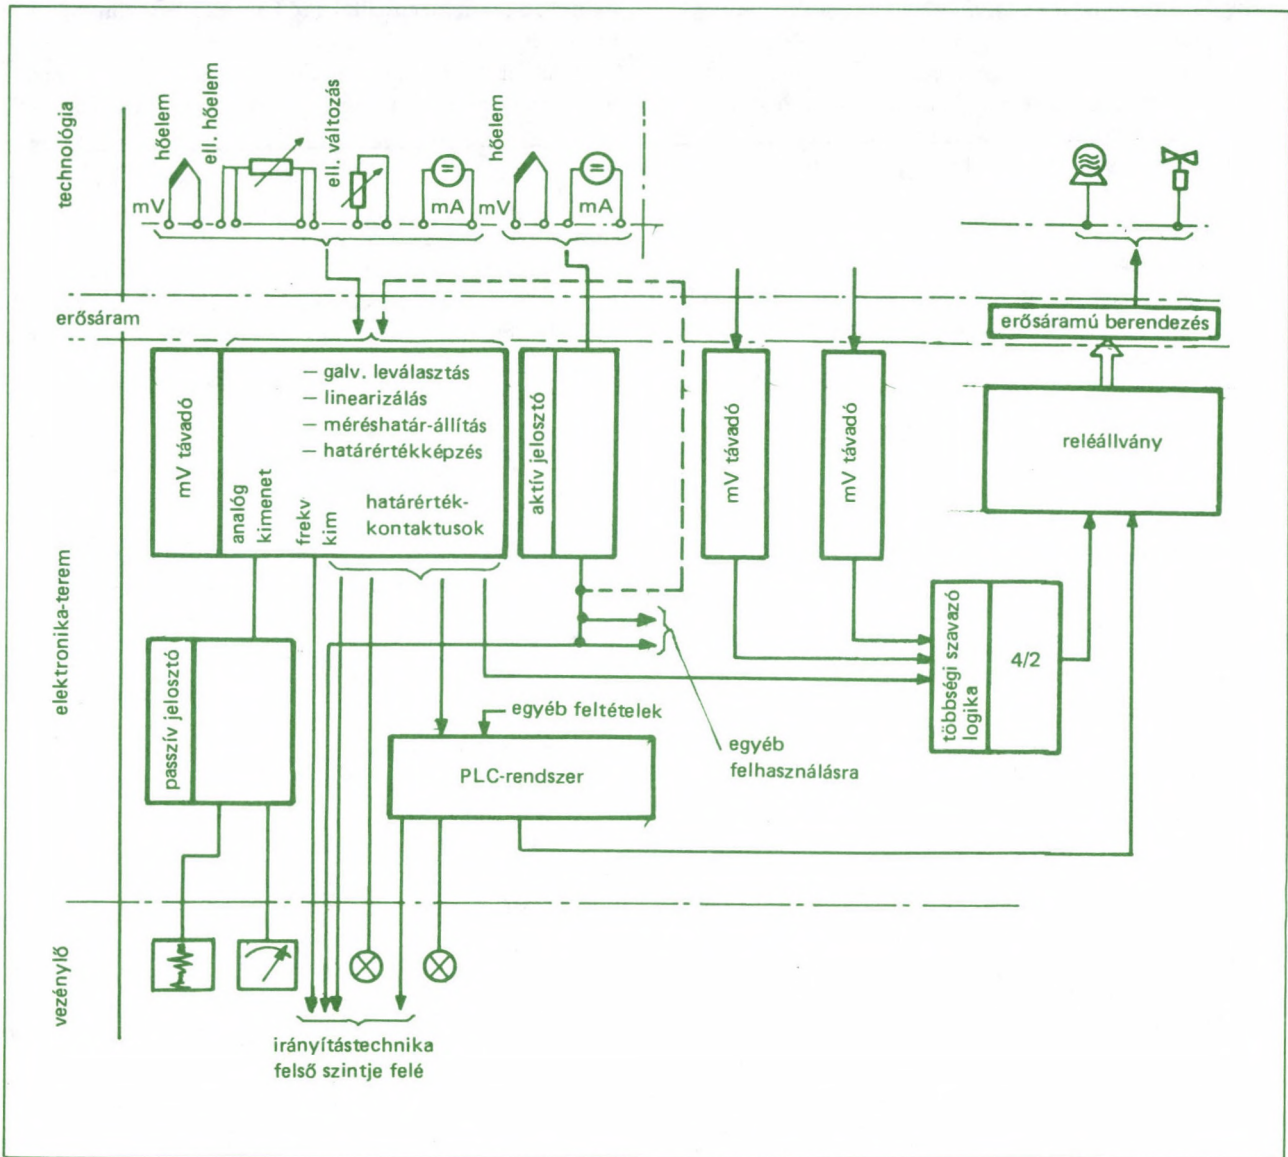 technológia
hőelem
ell. hőelem
ell. változás
hőelem
mV
mA
mV
mA
erősáram
erősáramú berendezés
elektronika-terem
mV távadó
— galv. leválasztás
— linearizálás
— méréshatár-állítás
— határértékképzés
analóg
kimenet
frekv
kim
határérték-
kontaktusok
aktív jelosztó
mV távadó
mV távadó
reléállvány
többségi szavazó
logika
4/2
passzív jelosztó
egyéb feltételek
PLC-rendszer
egyéb
felhasználásra
vezénylő
irányítástechnika
felső szintje felé